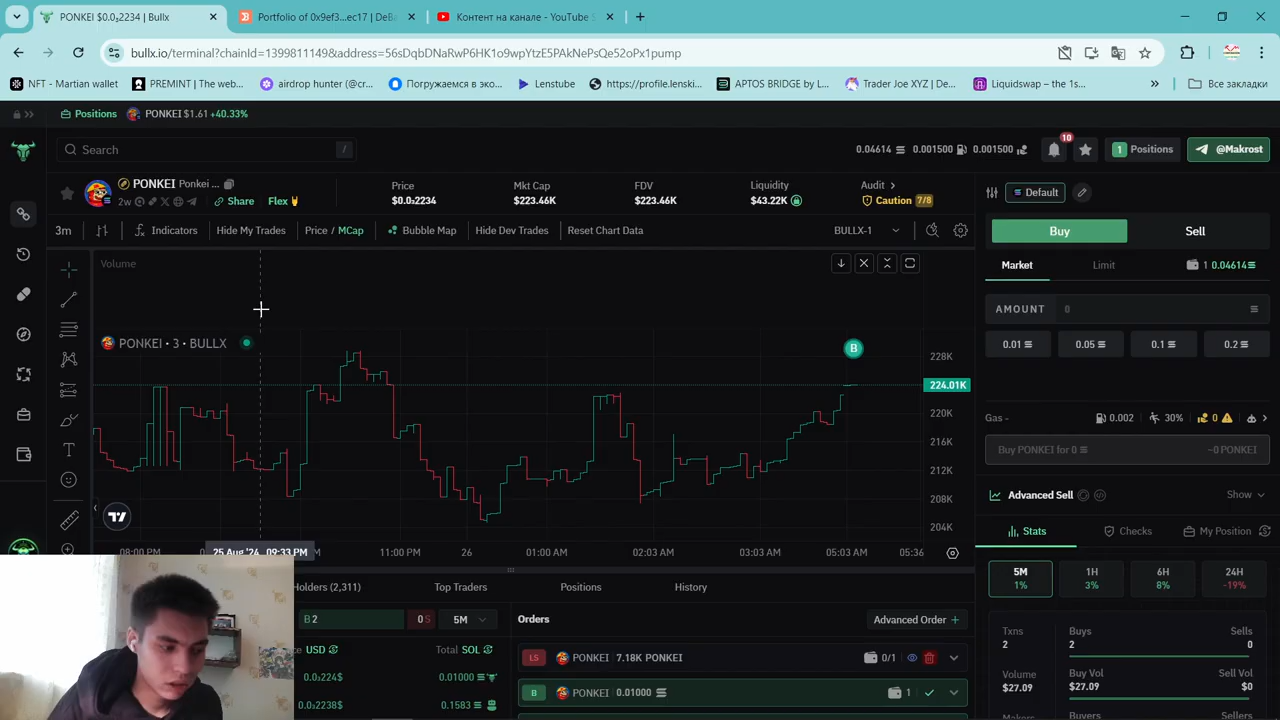 PONKEI $0.0₃2234 | Bullx
Portfolio of 0x9ef3...ec17 | DeBa
Контент на канале - YouTube S
bullx.io/terminal?chainId=1399811149&address=56sDqbDNaRwP6HK1o9wpYtzE5PAkNePsQe52oPx1pump
NFT - Martian wallet
PREMINT | The web...
airdrop hunter (@cr...
Погружаемся в эко...
Lenstube
https://profile.lenski...
APTOS BRIDGE by L...
Trader Joe XYZ | De...
Liquidswap – the 1s...
Все закладки
Positions PONKEI $1.61 +40.33%
Search /
0.04614 0.001500 0.001500 10 1 Positions @Makrost
PONKEI Ponkei ...
2w Share Flex
Price
$0.0₃2234
Mkt Cap
$223.46K
FDV
$223.46K
Liquidity
$43.22K
Audit
Caution 7/8
Default
3m Indicators Hide My Trades Price / MCap Bubble Map Hide Dev Trades Reset Chart Data BULLX-1
Buy Sell
Market Limit 1 0.04614
Volume
AMOUNT 0
PONKEI • 3 • BULLX
0.01 0.05 0.1 0.2
B
228K
224.01K
220K
216K
212K
208K
204K
Gas - 0.002 30% 0
Buy PONKEI for 0 ~0 PONKEI
Advanced Sell Show
08:00 PM 25 Aug '24 09:33 PM 11:00 PM 26 01:00 AM 02:03 AM 03:03 AM 05:03 AM 05:36
Stats Checks My Position
5M
1%
1H
3%
6H
8%
24H
-19%
Holders (2,311) Top Traders Positions History
B 2 0 S 5M
Orders Advanced Order +
USD Total SOL
LS PONKEI 7.18K PONKEI 0/1
0.0₃224$ 0.01000
B PONKEI 0.01000 1
0.0₃2238$ 0.1583
Txns
2
Buys Sells
2 0
Volume
$27.09
Buy Vol Sell Vol
$27.09 $0
Makers
Buyers Sellers